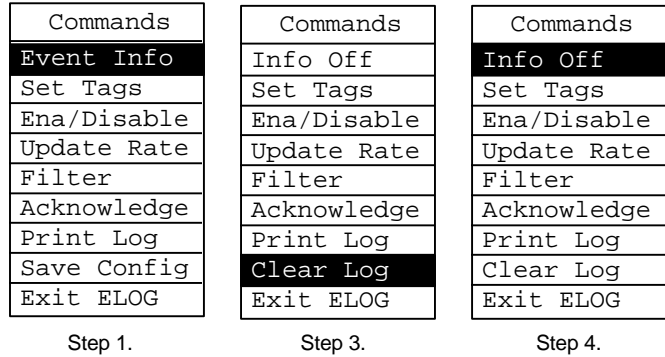 Commands
Event Info
Set Tags
Ena/Disable
Update Rate
Filter
Acknowledge
Print Log
Save Config
Exit ELOG
Step 1.
Commands
Info Off
Set Tags
Ena/Disable
Update Rate
Filter
Acknowledge
Print Log
Clear Log
Exit ELOG
Step 3.
Commands
Info Off
Set Tags
Ena/Disable
Update Rate
Filter
Acknowledge
Print Log
Clear Log
Exit ELOG
Step 4.